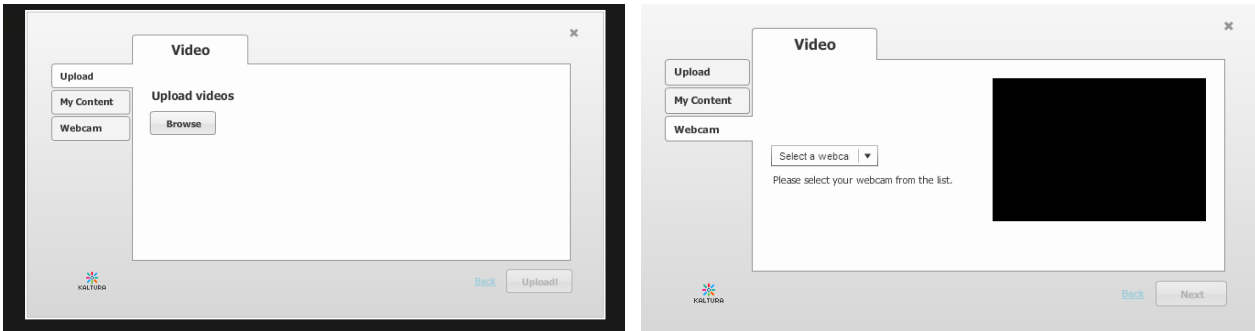 Video
Upload
My Content
Webcam
Upload videos
Browse
KALTURA
Back
Upload!
Video
Upload
My Content
Webcam
Select a webca
Please select your webcam from the list.
KALTURA
Back
Next